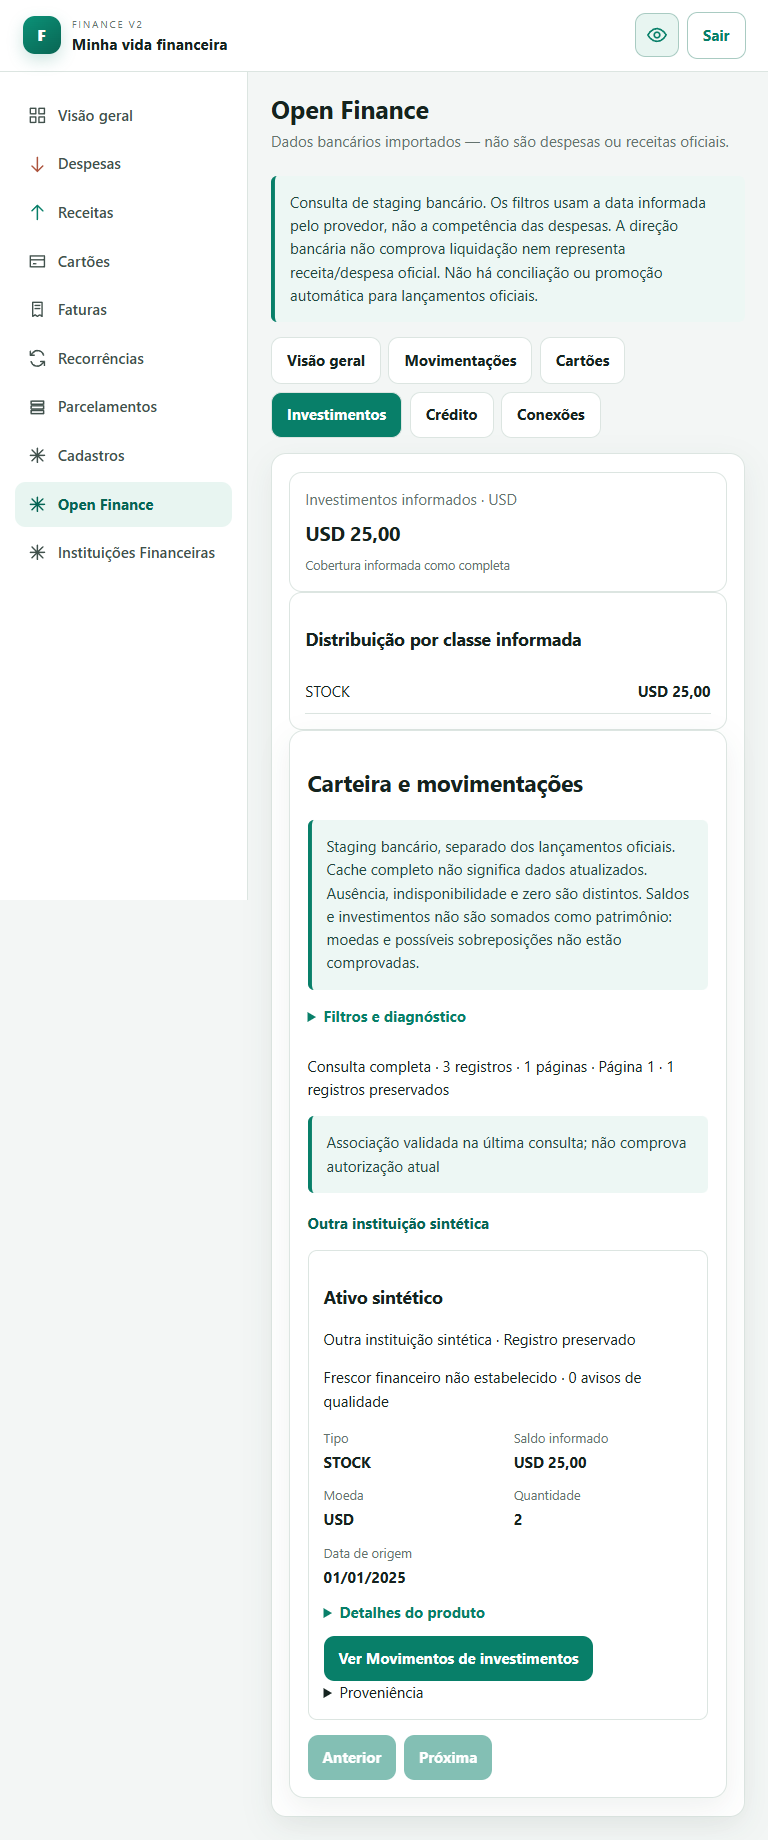 F
FINANCE V2
Minha vida financeira
Sair
Visão geral
Despesas
Receitas
Cartões
Faturas
Recorrências
Parcelamentos
Cadastros
Open Finance
Instituições Financeiras
Open Finance
Dados bancários importados — não são despesas ou receitas oficiais.
Consulta de staging bancário. Os filtros usam a data informada
pelo provedor, não a competência das despesas. A direção
bancária não comprova liquidação nem representa
receita/despesa oficial. Não há conciliação ou promoção
automática para lançamentos oficiais.
Visão geral
Movimentações
Cartões
Investimentos
Crédito
Conexões
Investimentos informados · USD
USD 25,00
Cobertura informada como completa
Distribuição por classe informada
STOCK USD 25,00
Carteira e movimentações
Staging bancário, separado dos lançamentos oficiais.
Cache completo não significa dados atualizados.
Ausência, indisponibilidade e zero são distintos. Saldos
e investimentos não são somados como patrimônio:
moedas e possíveis sobreposições não estão
comprovadas.
Filtros e diagnóstico
Consulta completa · 3 registros · 1 páginas · Página 1 · 1
registros preservados
Associação validada na última consulta; não comprova
autorização atual
Outra instituição sintética
Ativo sintético
Outra instituição sintética · Registro preservado
Frescor financeiro não estabelecido · 0 avisos de
qualidade
Tipo Saldo informado
STOCK USD 25,00
Moeda Quantidade
USD 2
Data de origem
01/01/2025
Detalhes do produto
Ver Movimentos de investimentos
Proveniência
Anterior
Próxima